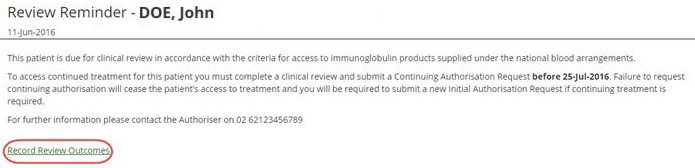 Review Reminder - DOE, John
11-Jun-2016
This patient is due for clinical review in accordance with the criteria for access to immunoglobulin products supplied under the national blood arrangements.
To access continued treatment for this patient you must complete a clinical review and submit a Continuing Authorisation Request before 25-Jul-2016. Failure to request
continuing authorisation will cease the patient's access to treatment and you will be required to submit a new Initial Authorisation Request if continuing treatment is
required.
For further information please contact the Authoriser on 02 62123456789
Record Review Outcomes